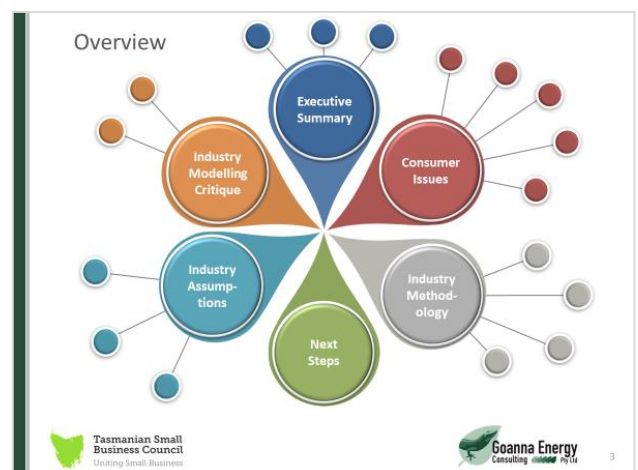 Overview
Executive
Summary
Industry
Modelling
Critique
Consumer
Issues
Industry
Assump-
tions
Industry
Method-
ology
Next
Steps
Tasmanian Small
Business Council
Uniting Small Business
Goanna Energy
Consulting Pty Ltd
3